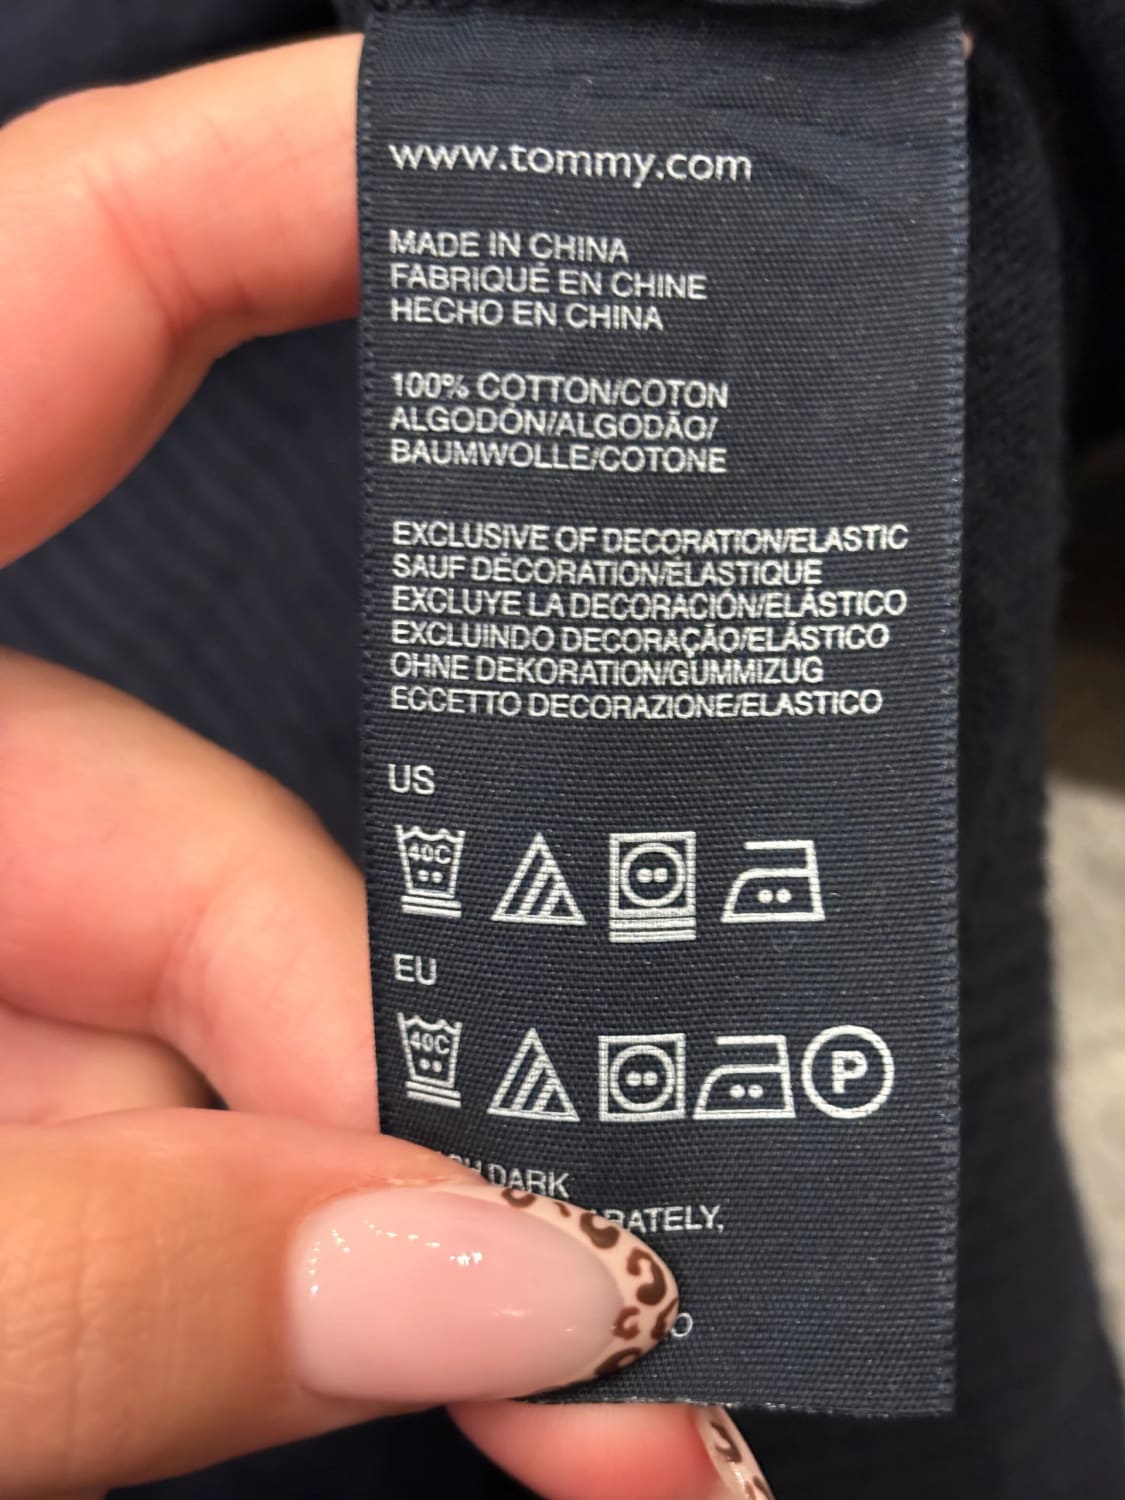 www.tommy.com
MADE IN CHINA
FABRIQUÉ EN CHINE
HECHO EN CHINA
100% COTTON/COTON
ALGODÓN/ALGODÃO/
BAUMWOLLE/COTONE
EXCLUSIVE OF DECORATION/ELASTIC
SAUF DÉCORATION/ÉLASTIQUE
EXCLUYE LA DECORACIÓN/ELÁSTICO
EXCLUINDO DECORAÇÃO/ELÁSTICO
OHNE DEKORATION/GUMMIZUG
ECCETTO DECORAZIONE/ELASTICO
US
40C
EU
40C
P
DARK